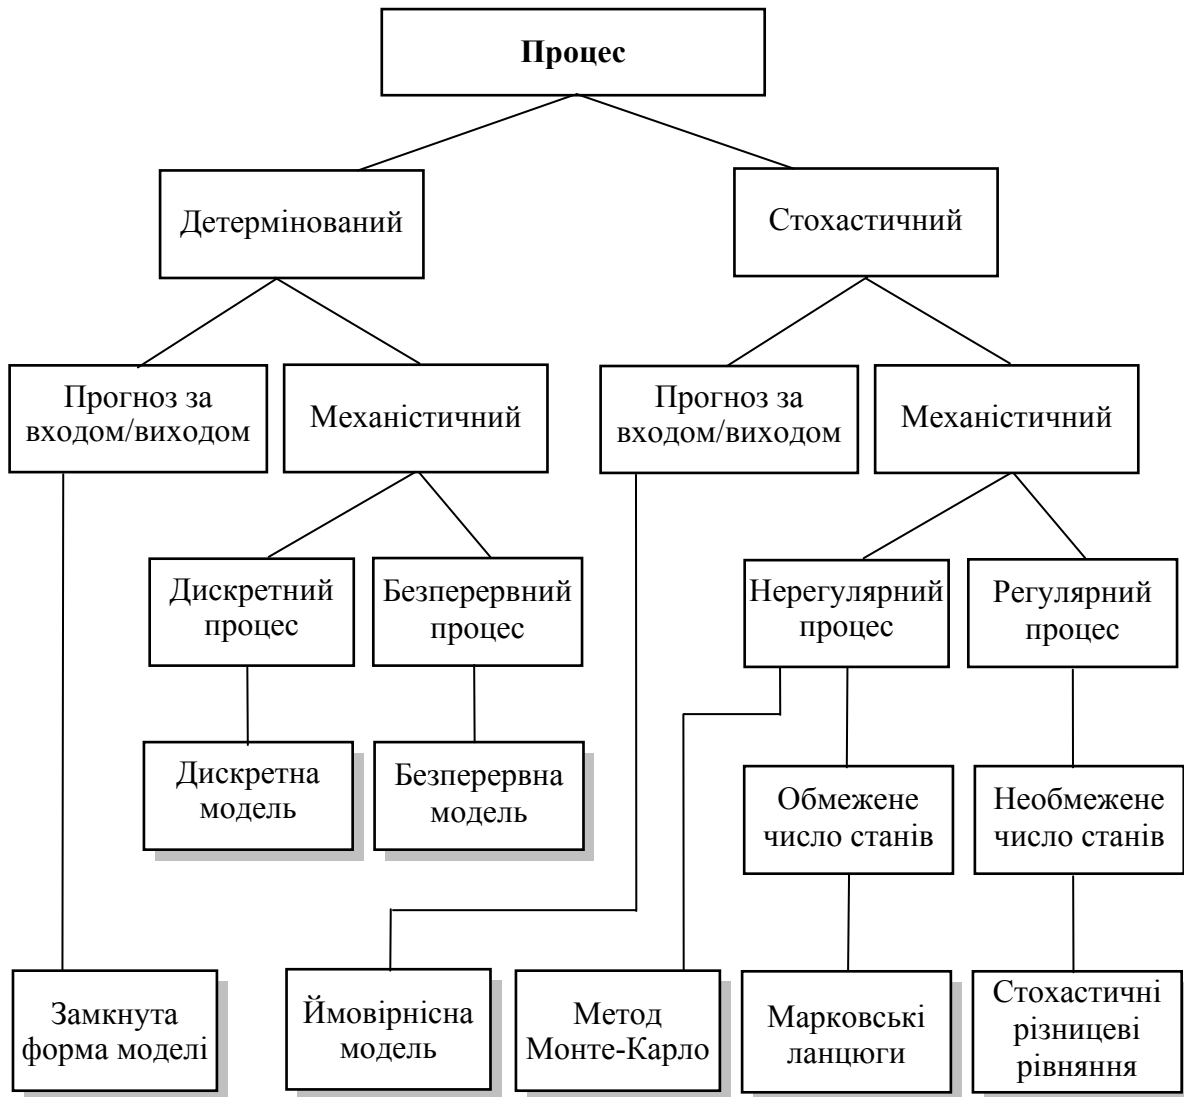 Процес
Детермінований
Стохастичний
Прогноз за
входом/виходом
Механістичний
Прогноз за
входом/виходом
Механістичний
Дискретний
процес
Безперервний
процес
Нерегулярний
процес
Регулярний
процес
Дискретна
модель
Безперервна
модель
Обмежене
число станів
Необмежене
число станів
Замкнута
форма моделі
Ймовірнісна
модель
Метод
Монте-Карло
Марковські
ланцюги
Стохастичні
різницеві
рівняння